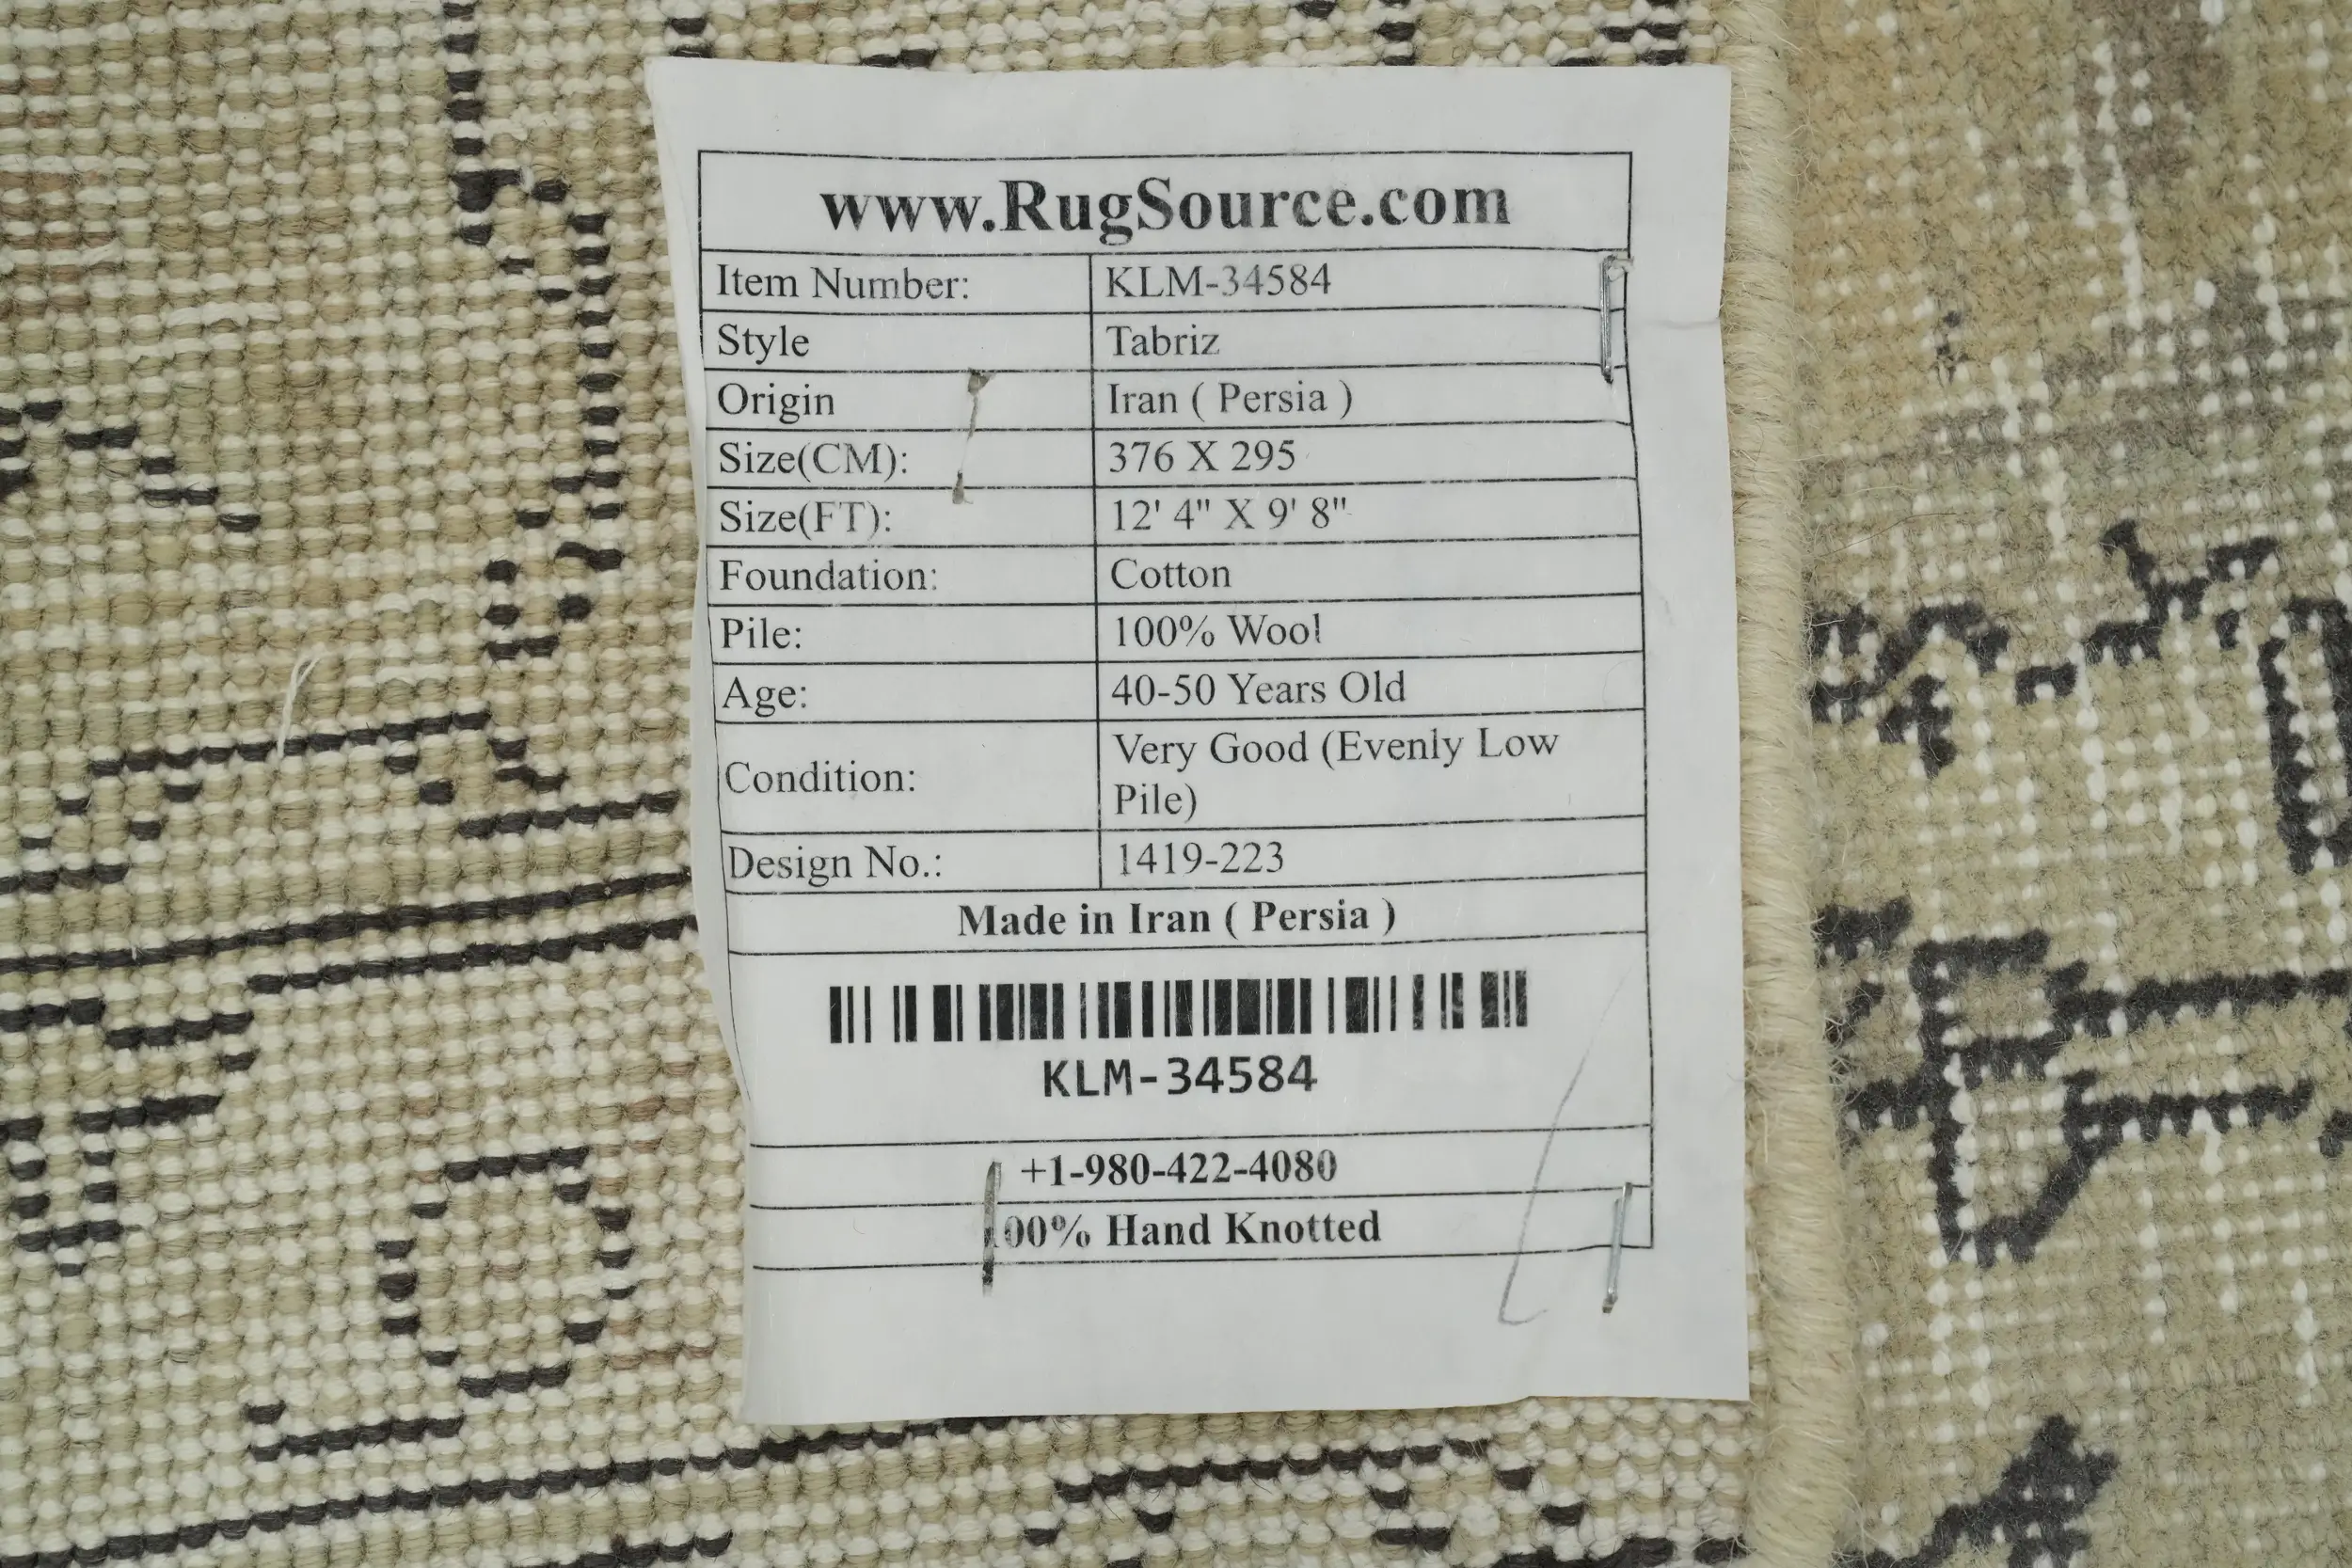 www.RugSource.com
Item Number: KLM-34584
Style Tabriz
Origin Iran ( Persia )
Size(CM): 376 X 295
Size(FT): 12' 4" X 9' 8"
Foundation: Cotton
Pile: 100% Wool
Age: 40-50 Years Old
Condition: Very Good (Evenly Low
Pile)
Design No.: 1419-223
Made in Iran ( Persia )
KLM-34584
+1-980-422-4080
100% Hand Knotted